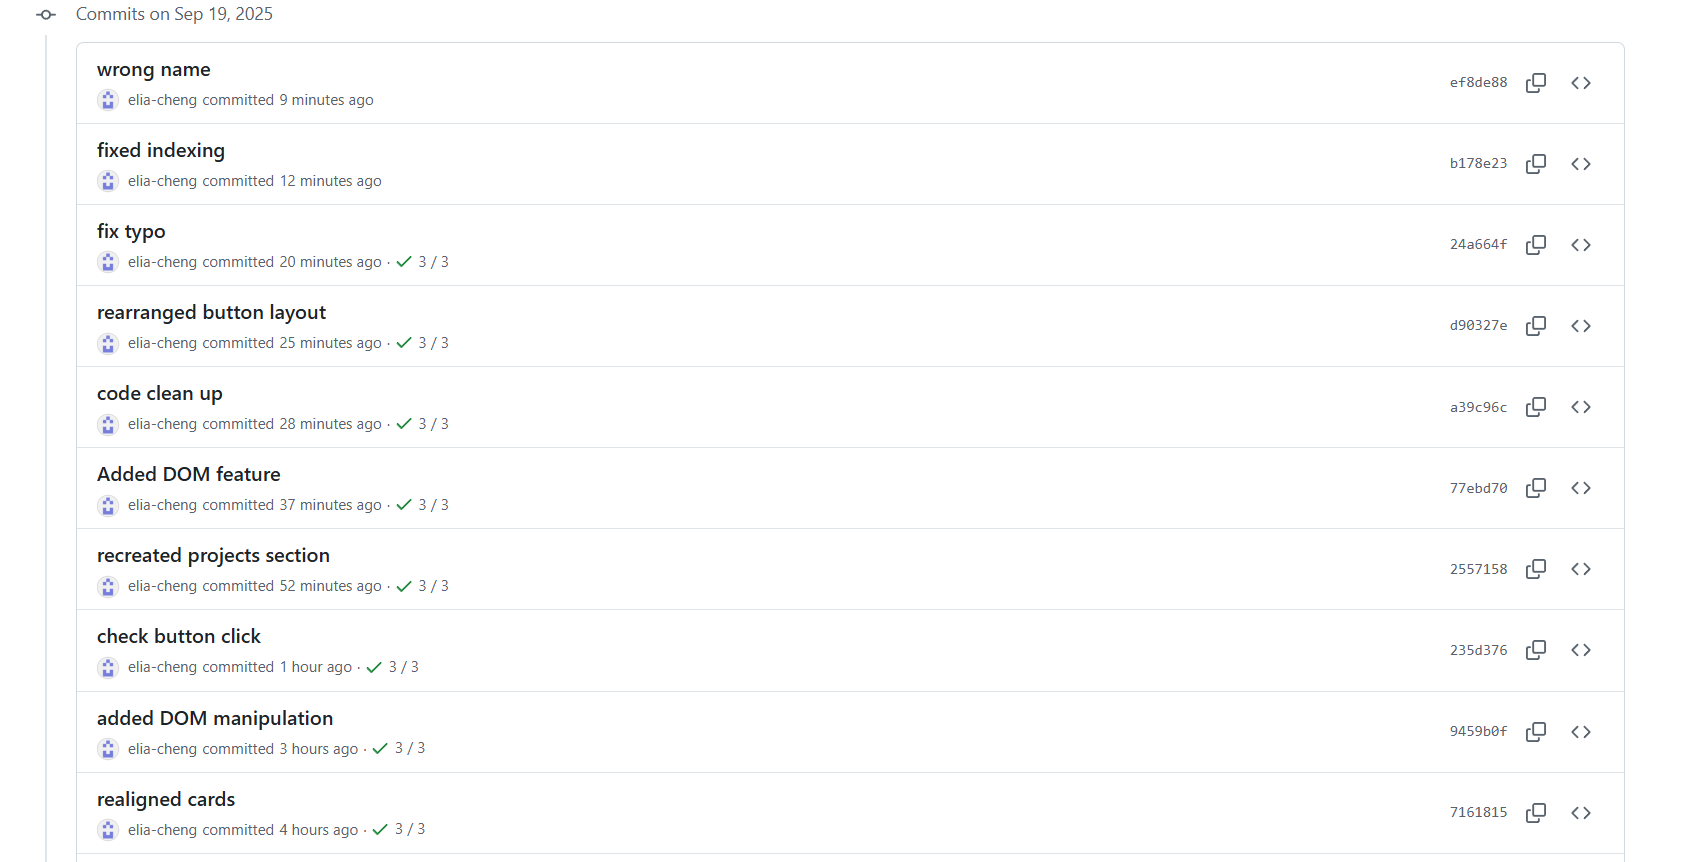 Commits on Sep 19, 2025
wrong name
ef8de88
elia-cheng committed 9 minutes ago
fixed indexing
b178e23
elia-cheng committed 12 minutes ago
fix typo
24a664f
elia-cheng committed 20 minutes ago · 3 / 3
rearranged button layout
d90327e
elia-cheng committed 25 minutes ago · 3 / 3
code clean up
a39c96c
elia-cheng committed 28 minutes ago · 3 / 3
Added DOM feature
77ebd70
elia-cheng committed 37 minutes ago · 3 / 3
recreated projects section
2557158
elia-cheng committed 52 minutes ago · 3 / 3
check button click
235d376
elia-cheng committed 1 hour ago · 3 / 3
added DOM manipulation
9459b0f
elia-cheng committed 3 hours ago · 3 / 3
realigned cards
7161815
elia-cheng committed 4 hours ago · 3 / 3